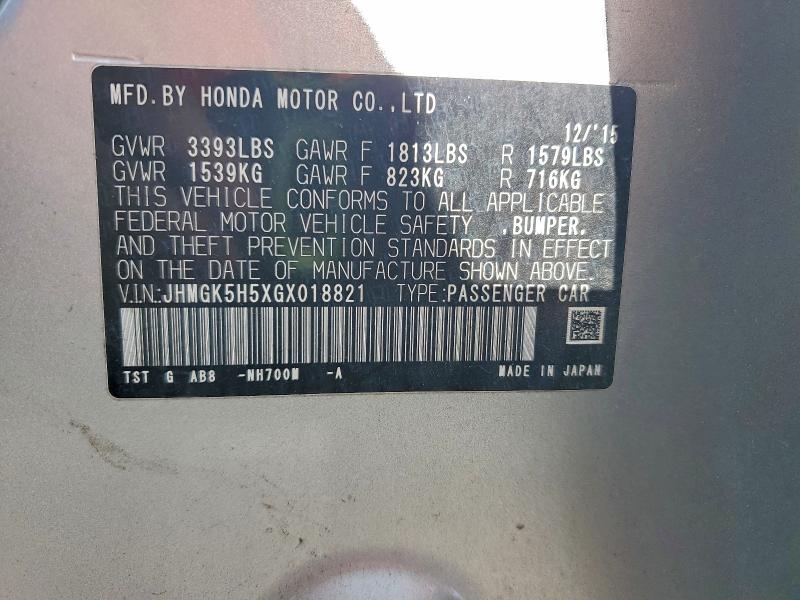 MFD.BY HONDA MOTOR CO.,LTD
12/'15
GVWR 3393LBS GAWR F 1813LBS R 1579LBS
GVWR 1539KG GAWR F 823KG R 716KG
THIS VEHICLE CONFORMS TO ALL APPLICABLE
FEDERAL MOTOR VEHICLE SAFETY ,BUMPER,
AND THEFT PREVENTION STANDARDS IN EFFECT
ON THE DATE OF MANUFACTURE SHOWN ABOVE.
V.I.N.:JHMGK5H5XGX018821 TYPE:PASSENGER CAR
TST G AB8 -NH700M -A MADE IN JAPAN